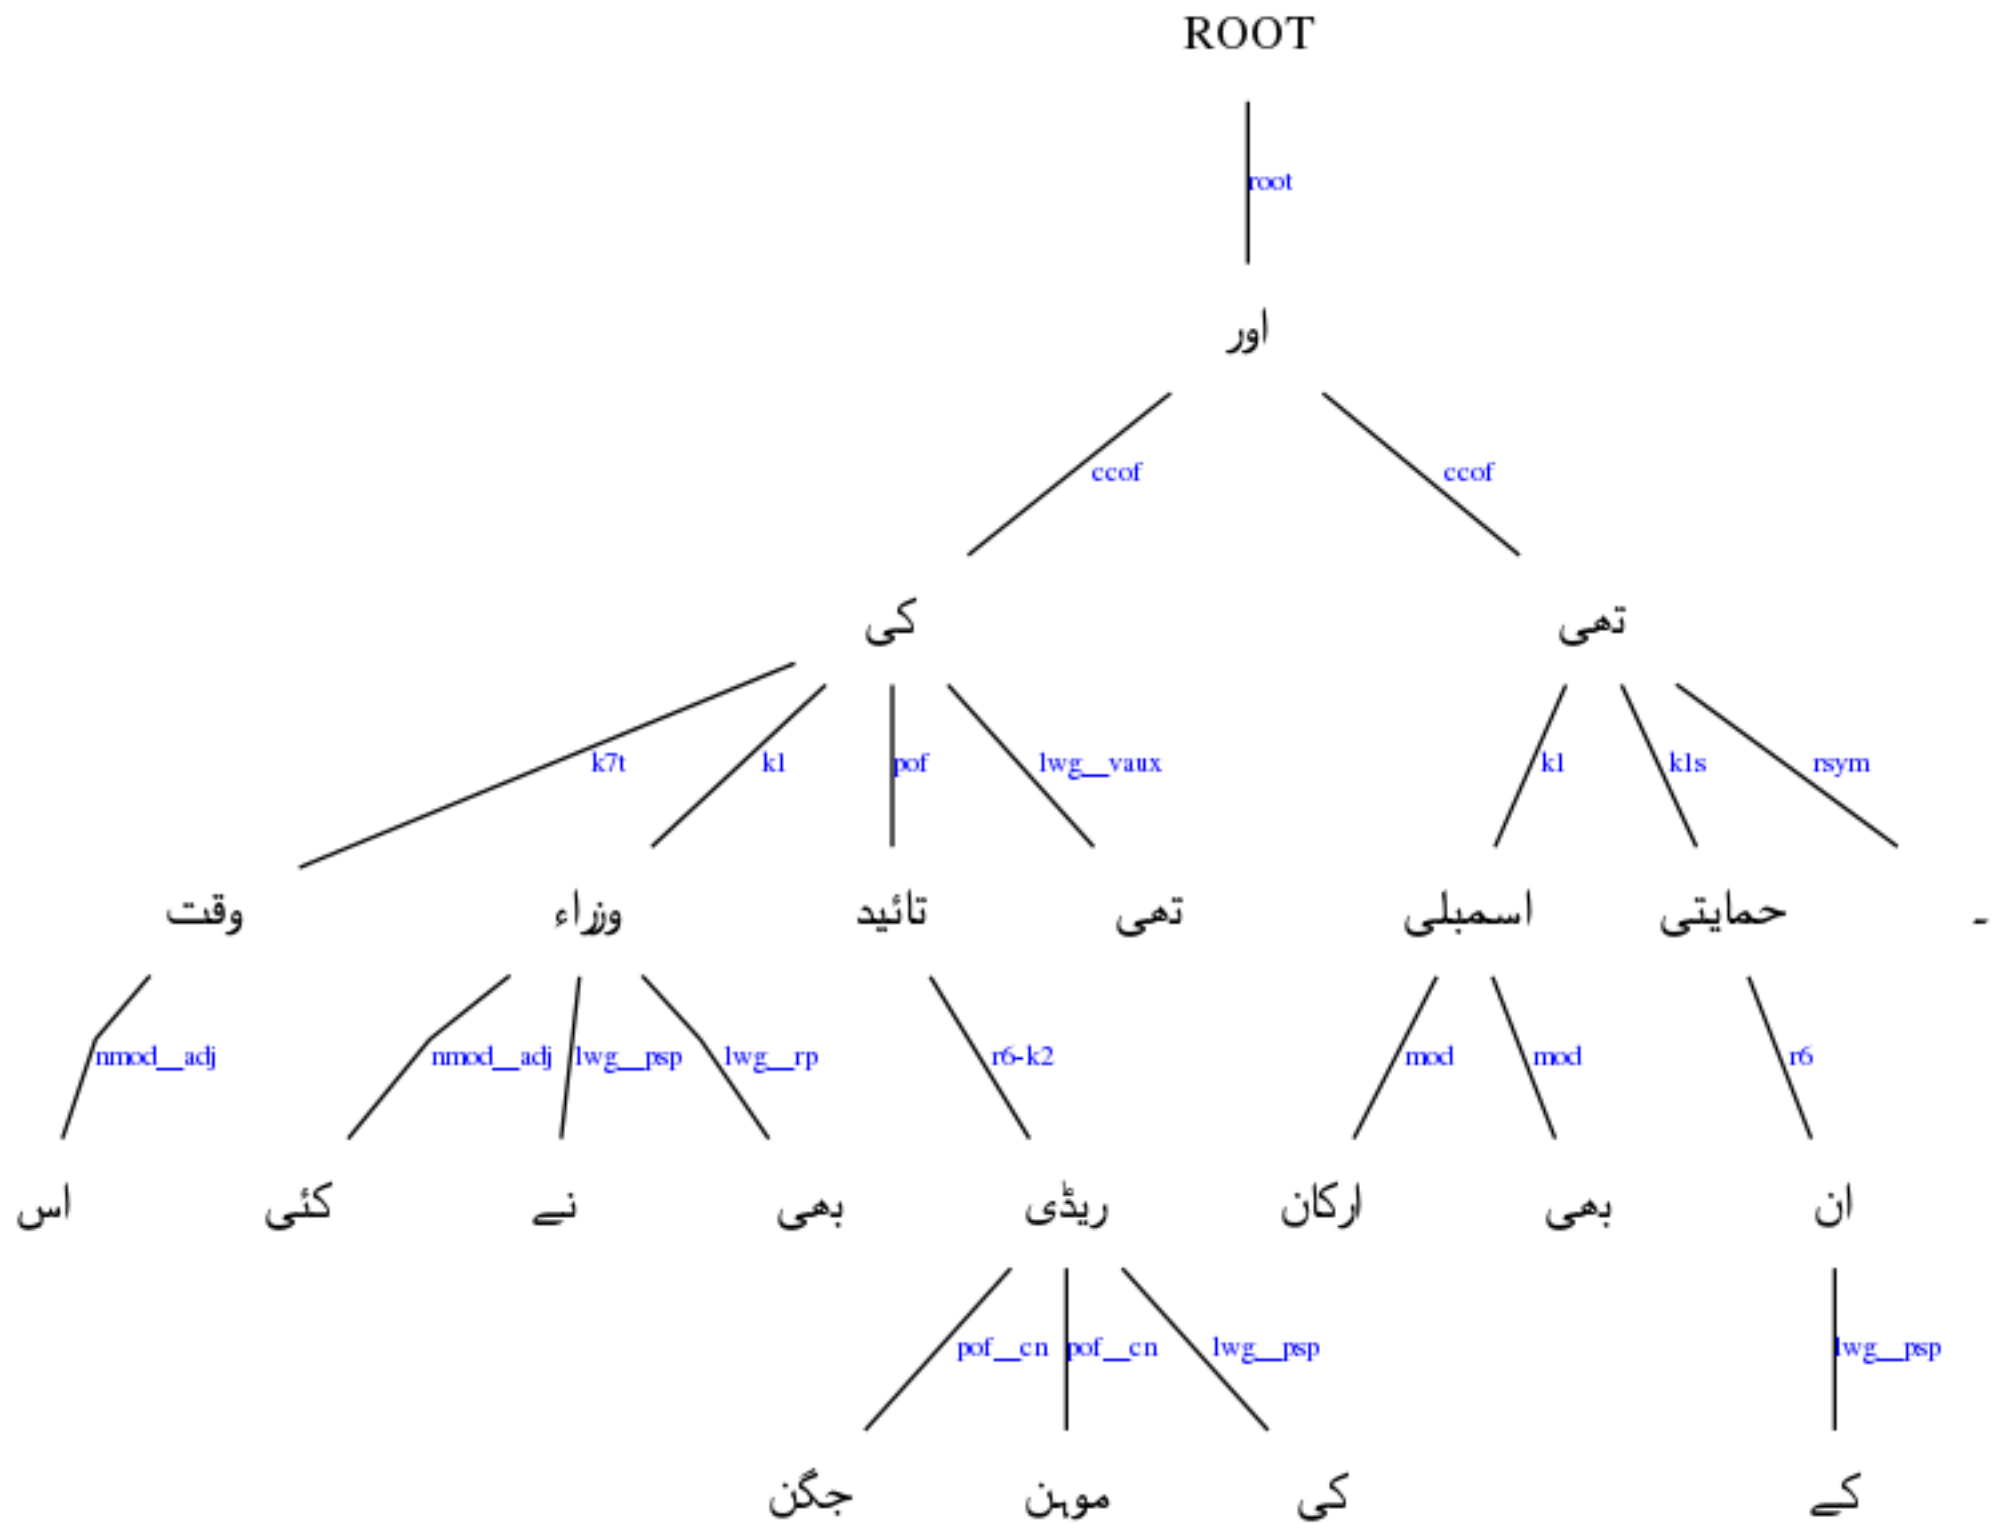 ROOT
root
اور
ccof ccof
کی تھی
k7t k1 pof lwg__vaux k1 k1s rsym
وقت وزراء تائید تھی اسمبلی حمایتی ۔
nmod__adj nmod__adj lwg__psp lwg__rp r6-k2 mod mod r6
اس کئی نے بھی ریڈی ارکان بھی ان
pof__cn pof__cn lwg__psp lwg__psp
جگن موہن کی کے